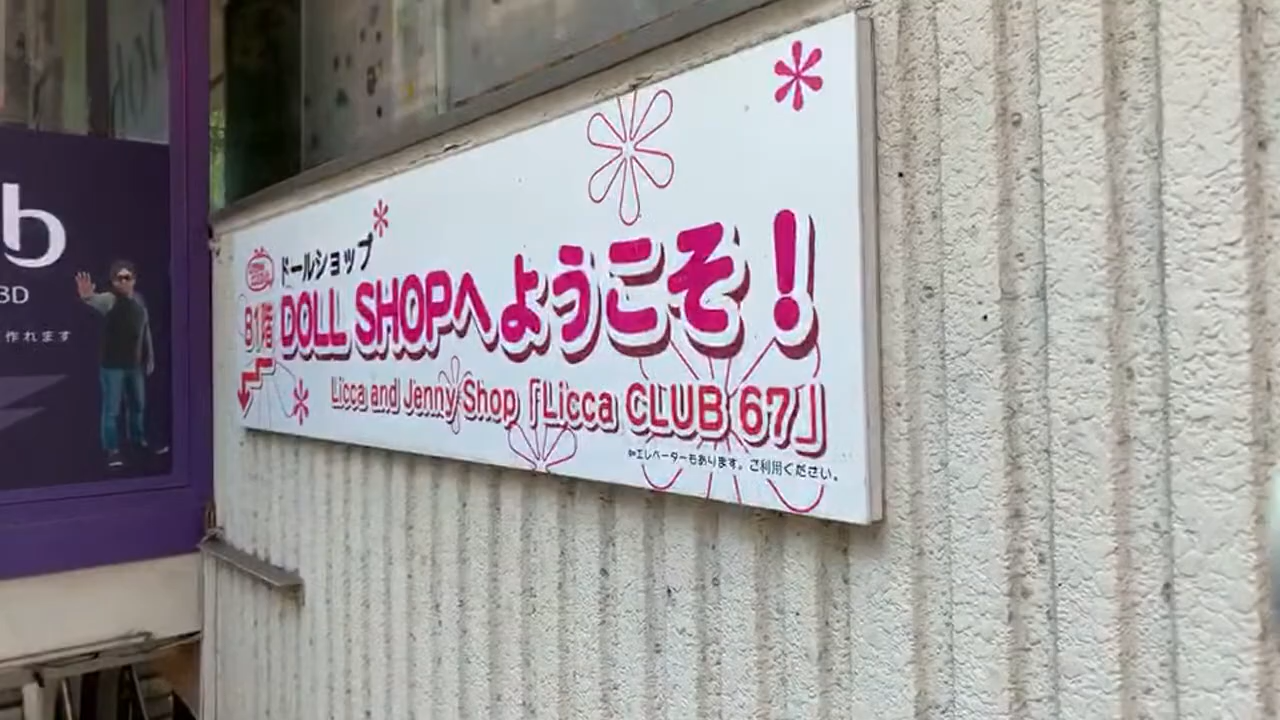 b
3D
作れます
ドールショップ
B1階
DOLL SHOPへようこそ！
Licca and Jenny Shop「Licca CLUB 67」
※エレベーターもあります。ご利用ください。